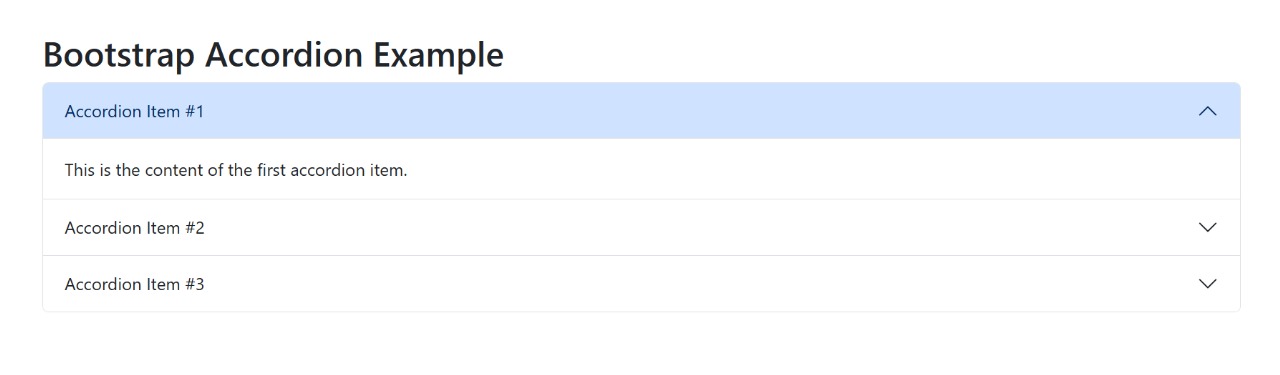 Bootstrap Accordion Example
Accordion Item #1
This is the content of the first accordion item.
Accordion Item #2
Accordion Item #3